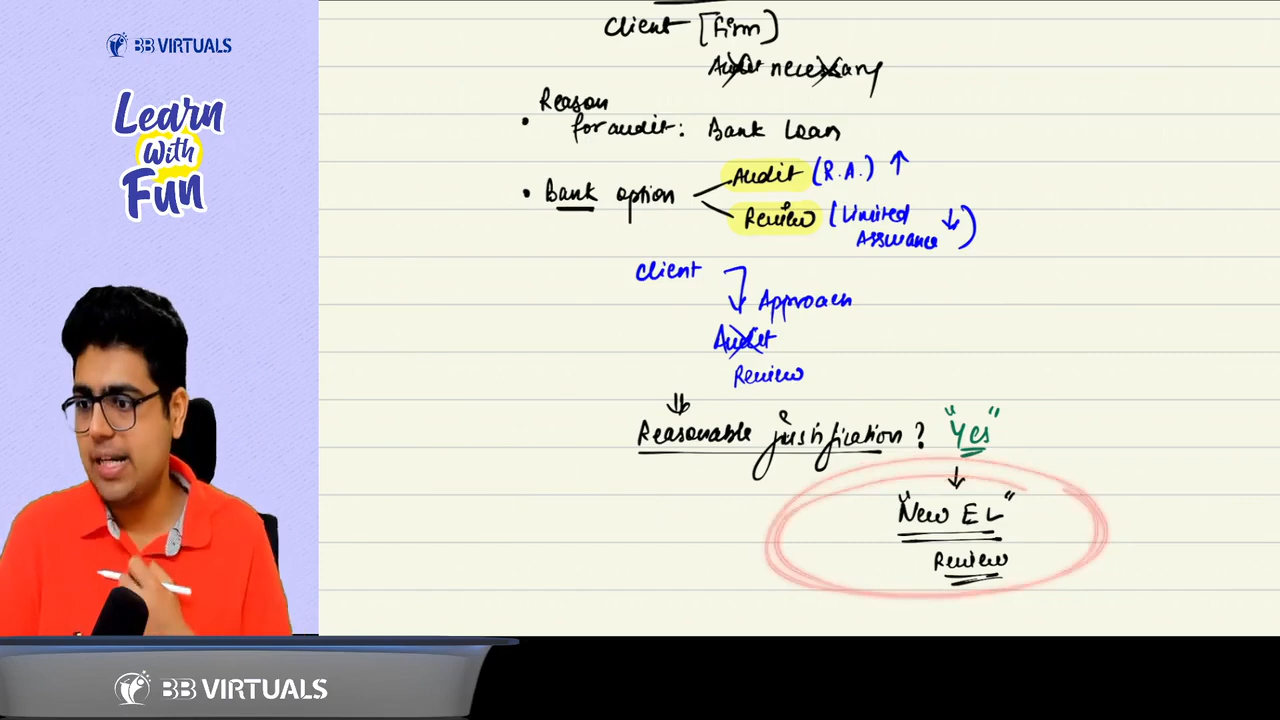 BB VIRTUALS
Learn
With
Fun
Client [Firm)
Audit necessary
• Reason
for audit : Bank Loan
• Bank option
Audit (R.A.) ↑
Review (Limited
Assurance ↓)
Client
↓ Approach
Audit
Review
⇓
Reasonable justification ? "Yes"
↓
"New EL"
Review
BB VIRTUALS